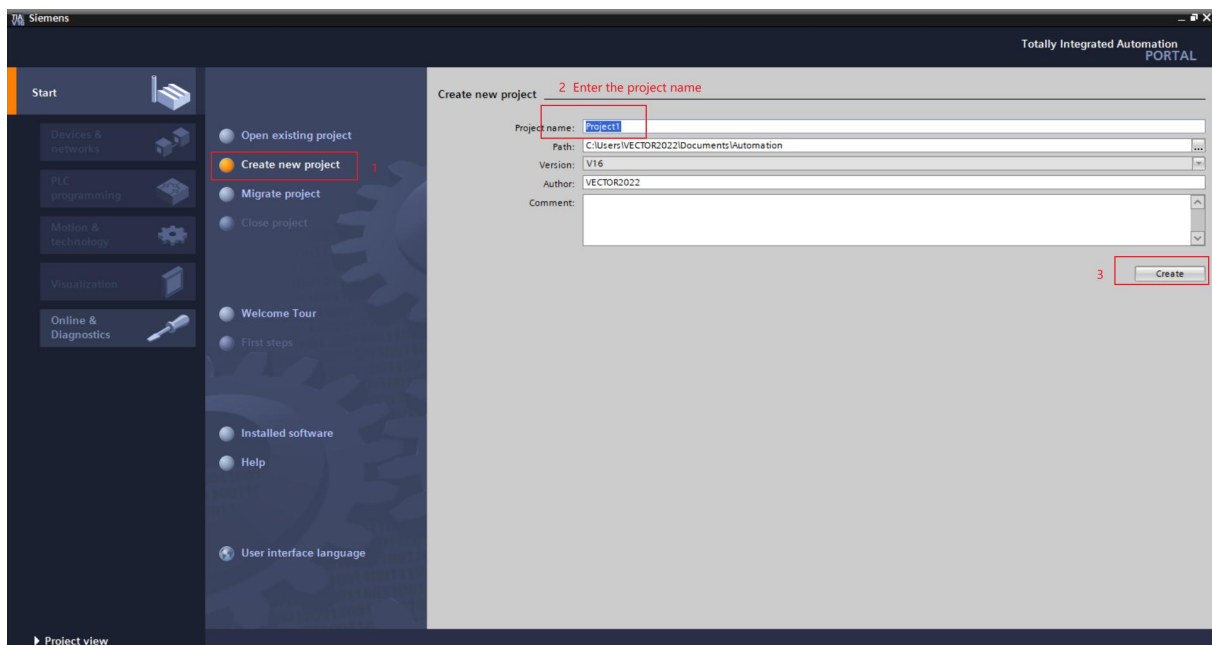 TIA V16 Siemens
Totally Integrated Automation
PORTAL
Start
Devices &
networks
PLC
programming
Motion &
technology
Visualization
Online &
Diagnostics
Open existing project
Create new project
1
Migrate project
Close project
Welcome Tour
First steps
Installed software
Help
User interface language
Create new project
2 Enter the project name
Project name: Project1
Path: C:\Users\VECTOR2022\Documents\Automation
...
Version: V16
Author: VECTOR2022
Comment:
3
Create
Project view